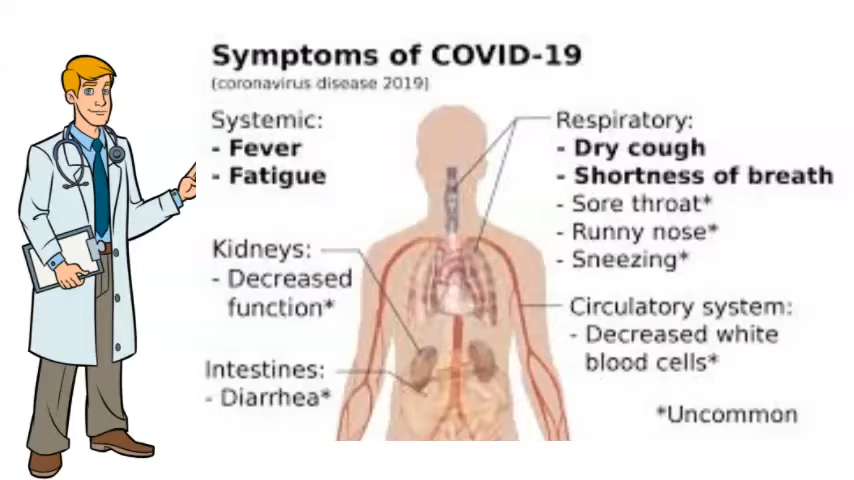 Symptoms of COVID-19
(coronavirus disease 2019)
Systemic:
- Fever
- Fatigue
Kidneys:
- Decreased
function*
Intestines:
- Diarrhea*
Respiratory:
- Dry cough
- Shortness of breath
- Sore throat*
- Runny nose*
- Sneezing*
Circulatory system:
- Decreased white
blood cells*
*Uncommon